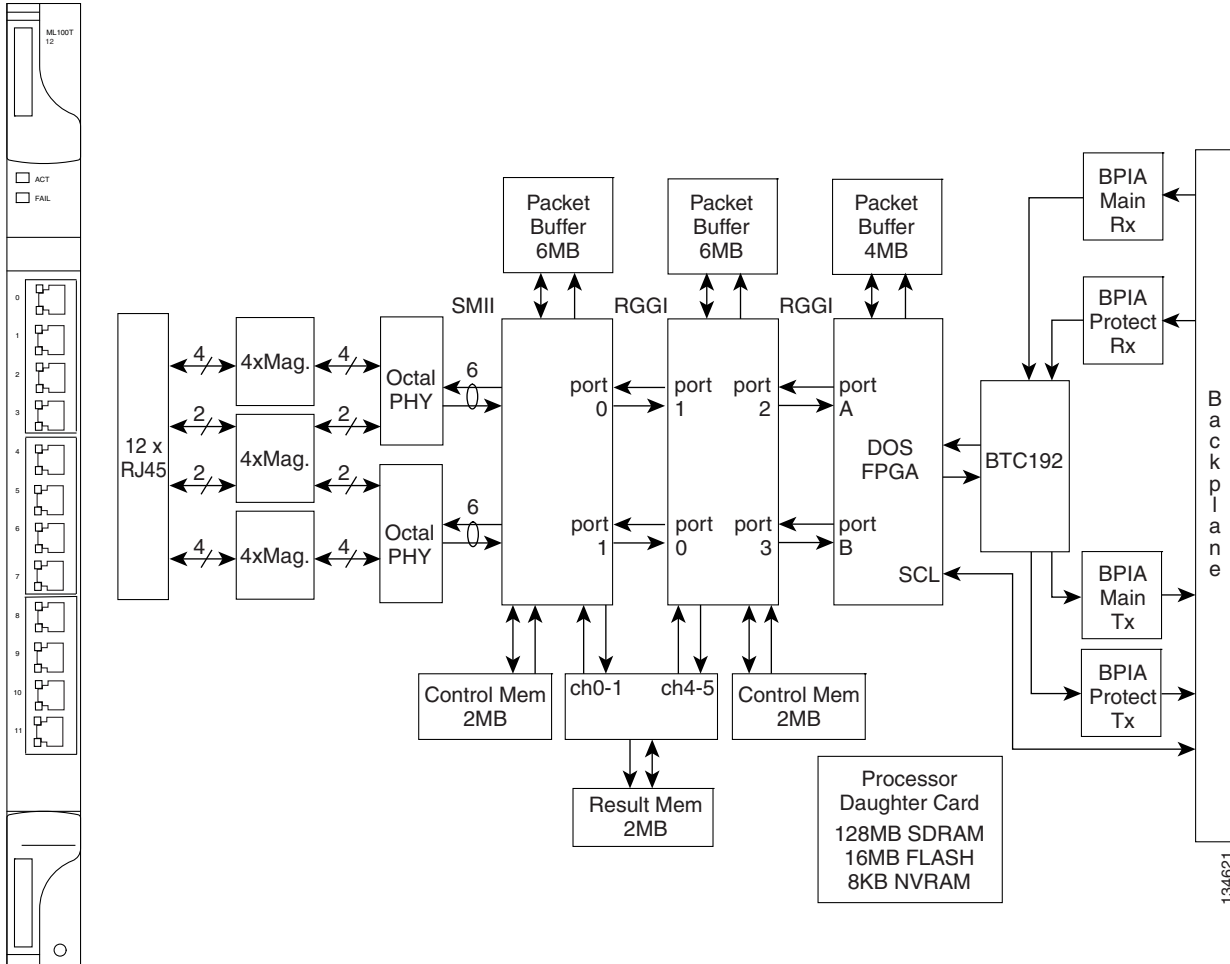 ML100T
12
ACT
FAIL
0
1
2
3
4
5
6
7
8
9
10
11
12 x
RJ45
4
2
2
4
4xMag.
4xMag.
4xMag.
4
2
2
4
Octal
PHY
Octal
PHY
6
6
SMII
Packet
Buffer
6MB
port
0
port
1
RGGI
Packet
Buffer
6MB
port
1
port
2
port
0
port
3
RGGI
Packet
Buffer
4MB
port
A
DOS
FPGA
port
B
SCL
Control Mem
2MB
ch0-1
ch4-5
Control Mem
2MB
Result Mem
2MB
Processor
Daughter Card
128MB SDRAM
16MB FLASH
8KB NVRAM
BTC192
BPIA
Main
Rx
BPIA
Protect
Rx
BPIA
Main
Tx
BPIA
Protect
Tx
Backplane
134621